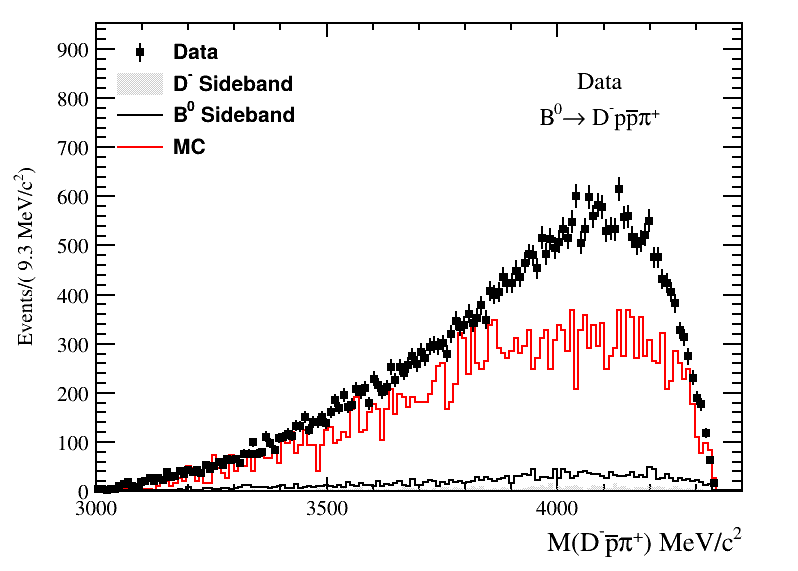 Events/( 9.3 MeV/c²)
900
800
700
600
500
400
300
200
100
0
Data
D⁻ Sideband
B⁰ Sideband
MC
Data
B⁰→ D⁻pp̅π⁺
3000
3500
4000
M(D⁻p̅π⁺) MeV/c²